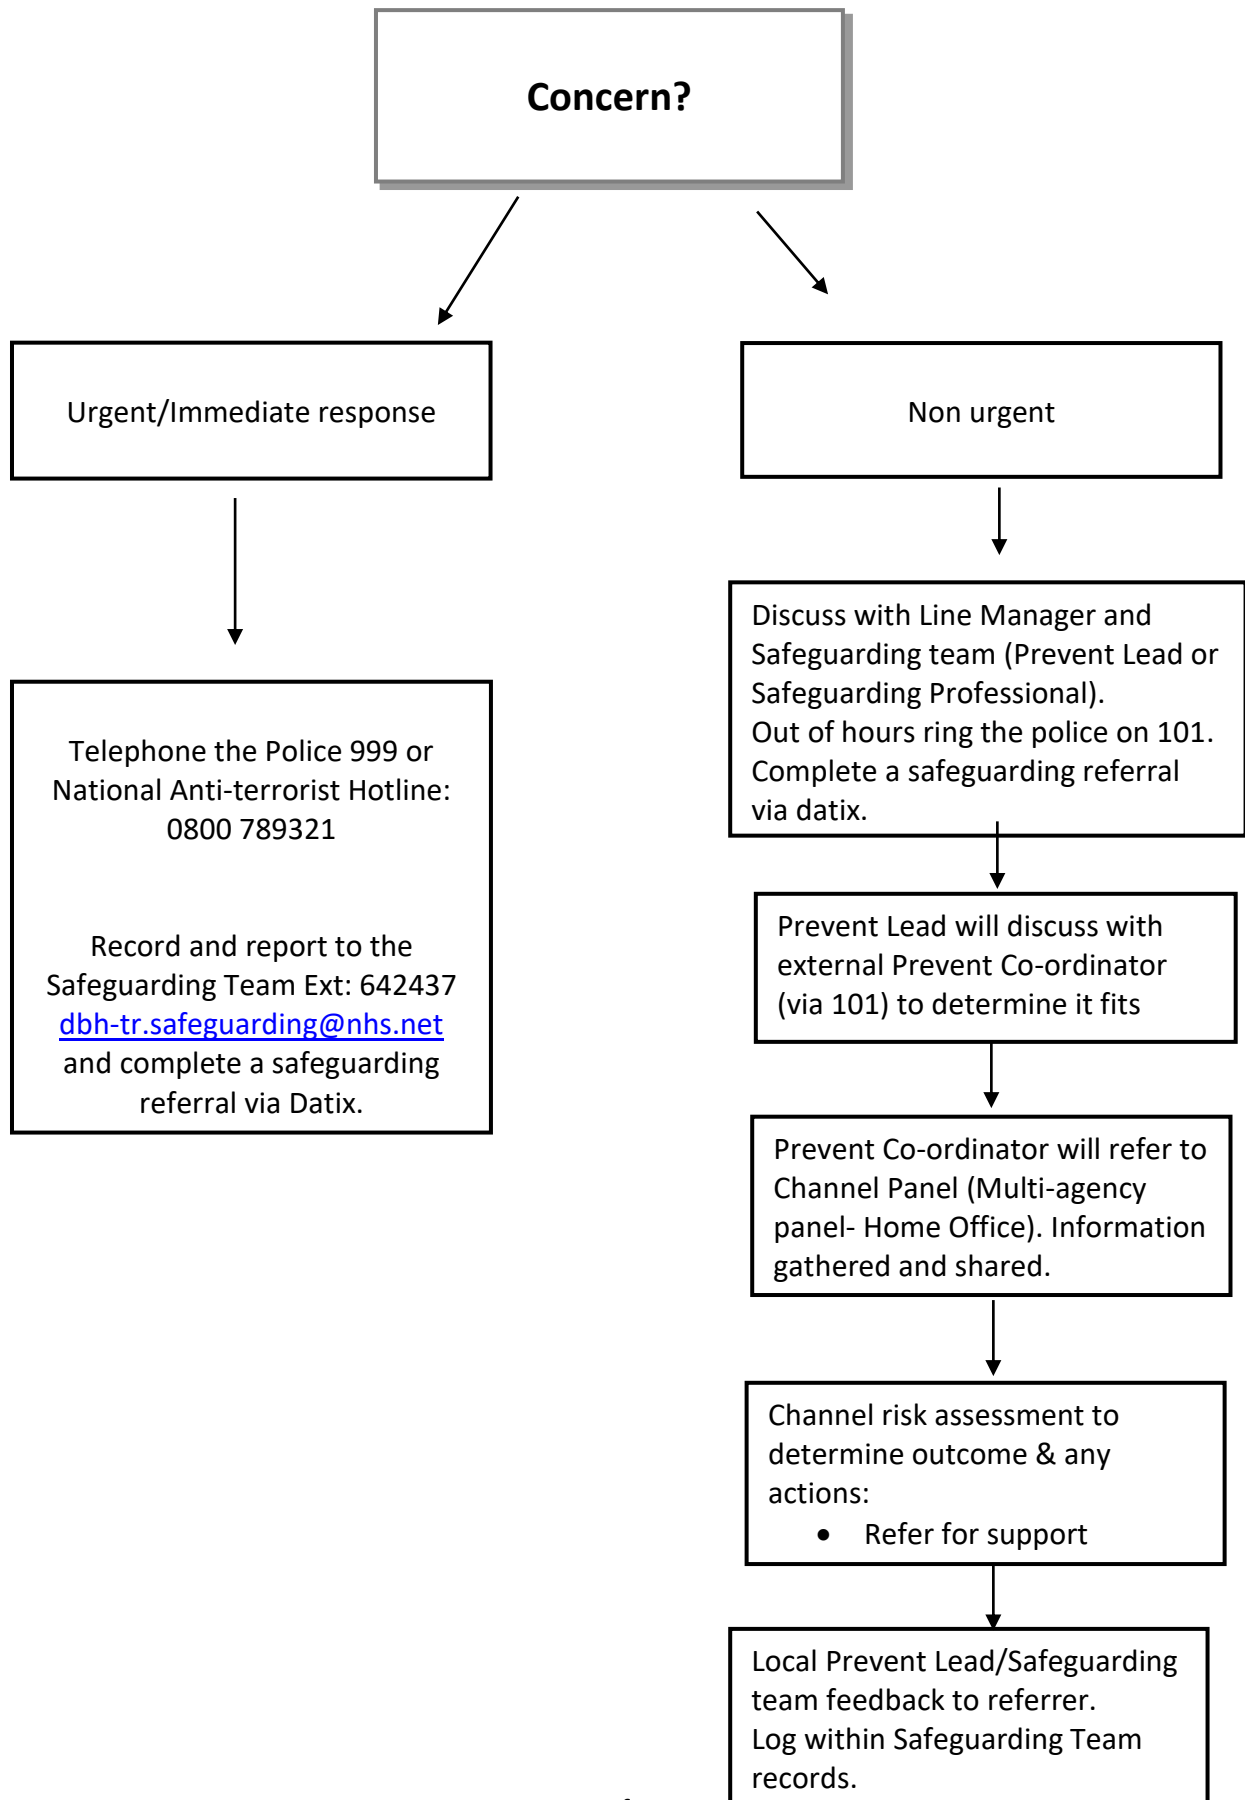 Concern?
Urgent/Immediate response
Non urgent
Telephone the Police 999 or
National Anti-terrorist Hotline:
0800 789321
Record and report to the
Safeguarding Team Ext: 642437
dbh-tr.safeguarding@nhs.net
and complete a safeguarding
referral via Datix.
Discuss with Line Manager and
Safeguarding team (Prevent Lead or
Safeguarding Professional).
Out of hours ring the police on 101.
Complete a safeguarding referral
via datix.
Prevent Lead will discuss with
external Prevent Co-ordinator
(via 101) to determine it fits
Prevent Co-ordinator will refer to
Channel Panel (Multi-agency
panel- Home Office). Information
gathered and shared.
Channel risk assessment to
determine outcome & any
actions:
• Refer for support
Local Prevent Lead/Safeguarding
team feedback to referrer.
Log within Safeguarding Team
records.